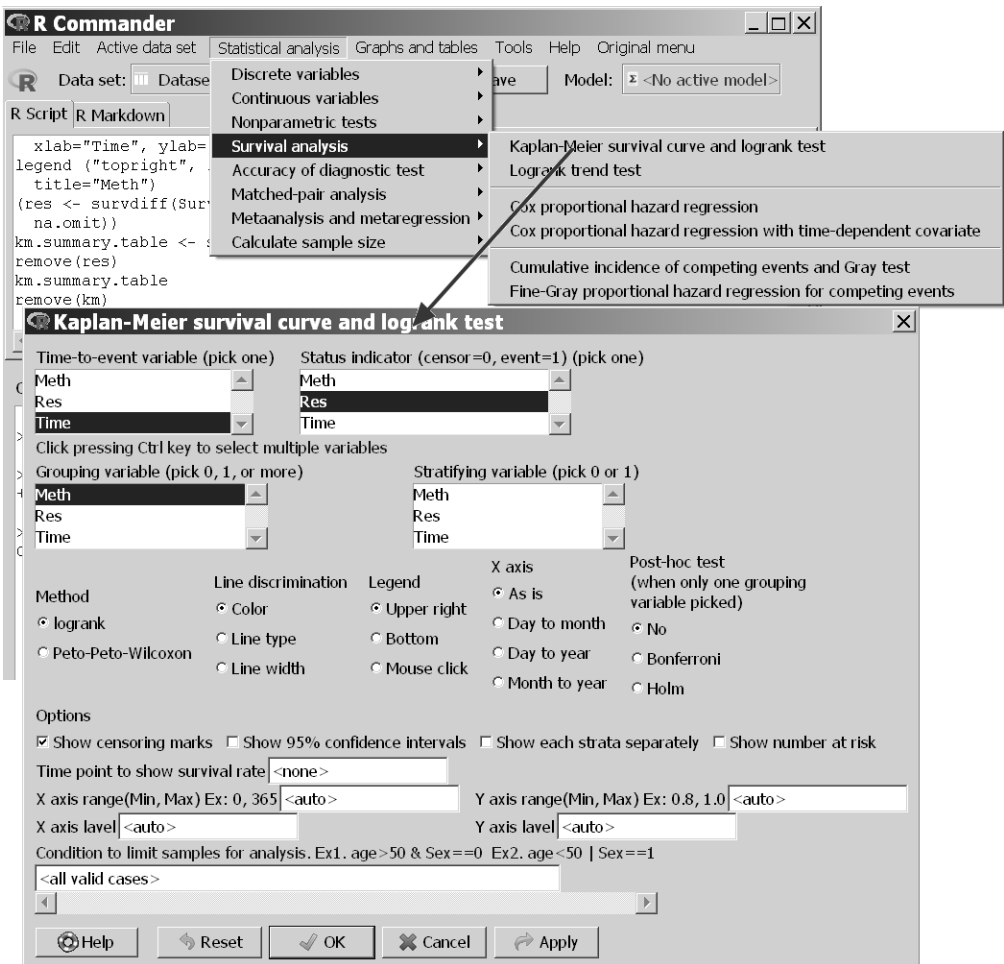 R Commander
File Edit Active data set Statistical analysis Graphs and tables Tools Help Original menu
Data set: Datase ave Model: Σ <No active model>
R Script R Markdown
Discrete variables
Continuous variables
Nonparametric tests
Survival analysis
Accuracy of diagnostic test
Matched-pair analysis
Metaanalysis and metaregression
Calculate sample size
Kaplan-Meier survival curve and logrank test
Logrank trend test
Cox proportional hazard regression
Cox proportional hazard regression with time-dependent covariate
Cumulative incidence of competing events and Gray test
Fine-Gray proportional hazard regression for competing events
xlab="Time", ylab=
legend ("topright",
title="Meth")
(res <- survdiff(Sur
na.omit))
km.summary.table <-
remove(res)
km.summary.table
remove(km)
Kaplan-Meier survival curve and logrank test
Time-to-event variable (pick one) Status indicator (censor=0, event=1) (pick one)
Meth Meth
Res Res
Time Time
Click pressing Ctrl key to select multiple variables
Grouping variable (pick 0, 1, or more) Stratifying variable (pick 0 or 1)
Meth Meth
Res Res
Time Time
Method
logrank
Peto-Peto-Wilcoxon
Line discrimination
Color
Line type
Line width
Legend
Upper right
Bottom
Mouse click
X axis
As is
Day to month
Day to year
Month to year
Post-hoc test
(when only one grouping
variable picked)
No
Bonferroni
Holm
Options
Show censoring marks Show 95% confidence intervals Show each strata separately Show number at risk
Time point to show survival rate <none>
X axis range(Min, Max) Ex: 0, 365 <auto> Y axis range(Min, Max) Ex: 0.8, 1.0 <auto>
X axis lavel <auto> Y axis lavel <auto>
Condition to limit samples for analysis. Ex1. age>50 & Sex==0 Ex2. age<50 | Sex==1
<all valid cases>
Help Reset OK Cancel Apply